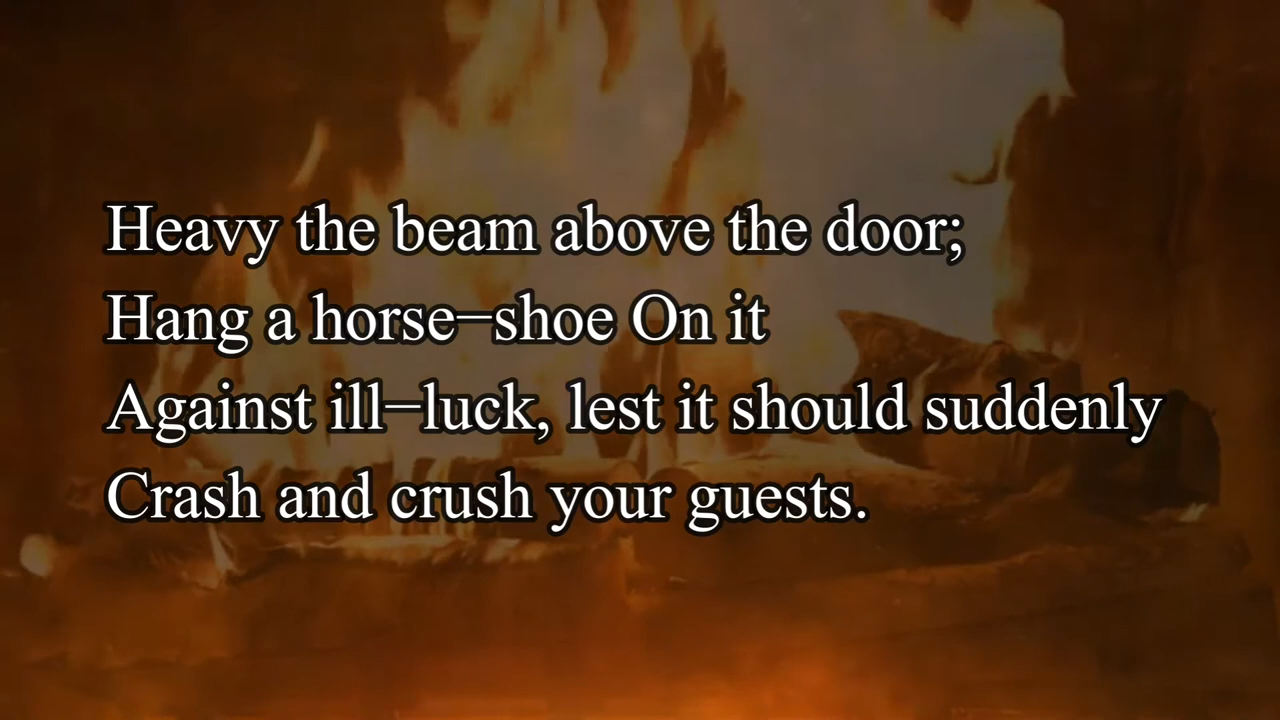 Heavy the beam above the door;
Hang a horse−shoe On it
Against ill−luck, lest it should suddenly
Crash and crush your guests.